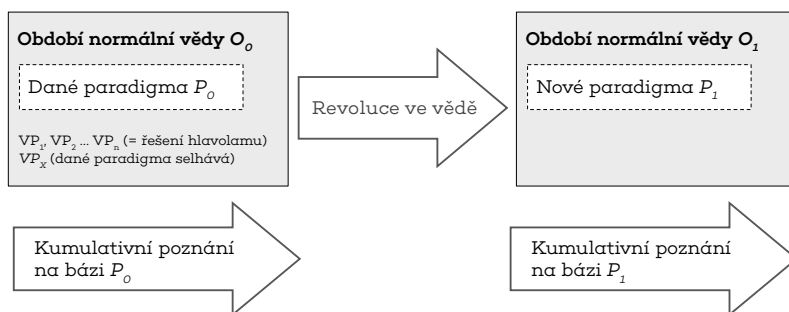 Období normální vědy O₀
Dané paradigma P₀
VP₁, VP₂ ... VPₙ (= řešení hlavolamu)
VPₓ (dané paradigma selhává)
Revoluce ve vědě
Období normální vědy O₁
Nové paradigma P₁
Kumulativní poznání
na bázi P₀
Kumulativní poznání
na bázi P₁